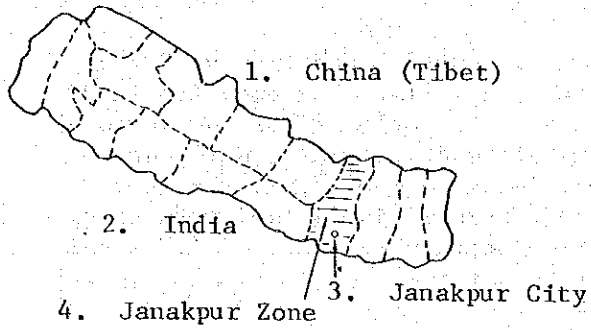 1. China (Tibet)
2. India
3. Janakpur City
4. Janakpur Zone